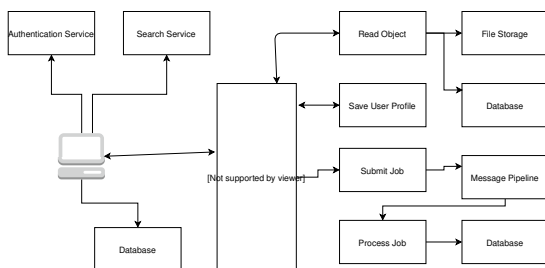 Authentication Service
Search Service
Read Object
File Storage
Save User Profile
Database
[Not supported by viewer]
Submit Job
Message Pipeline
Database
Process Job
Database